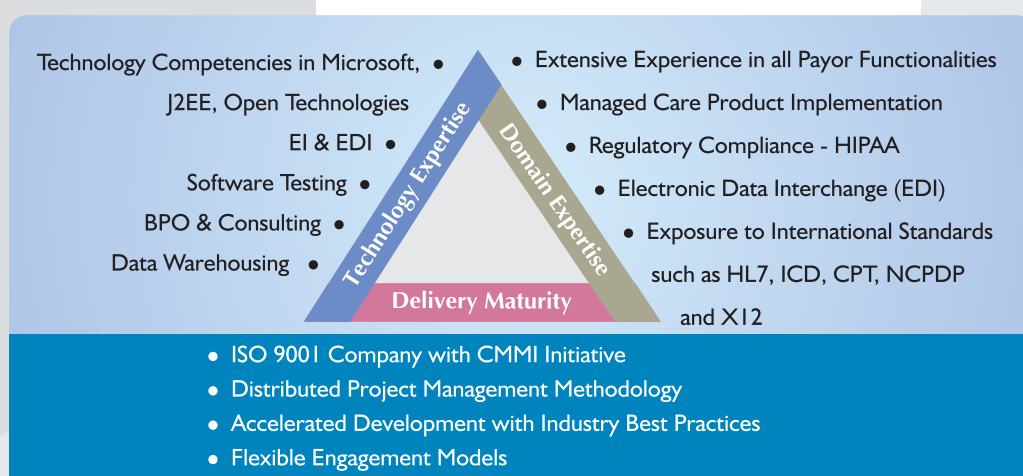 Technology Competencies in Microsoft, •
J2EE, Open Technologies
EI & EDI •
Software Testing •
BPO & Consulting •
Data Warehousing •
Technology Expertise
Domain Expertise
Delivery Maturity
• Extensive Experience in all Payor Functionalities
• Managed Care Product Implementation
• Regulatory Compliance - HIPAA
• Electronic Data Interchange (EDI)
• Exposure to International Standards
such as HL7, ICD, CPT, NCPDP
and X12
• ISO 9001 Company with CMMI Initiative
• Distributed Project Management Methodology
• Accelerated Development with Industry Best Practices
• Flexible Engagement Models